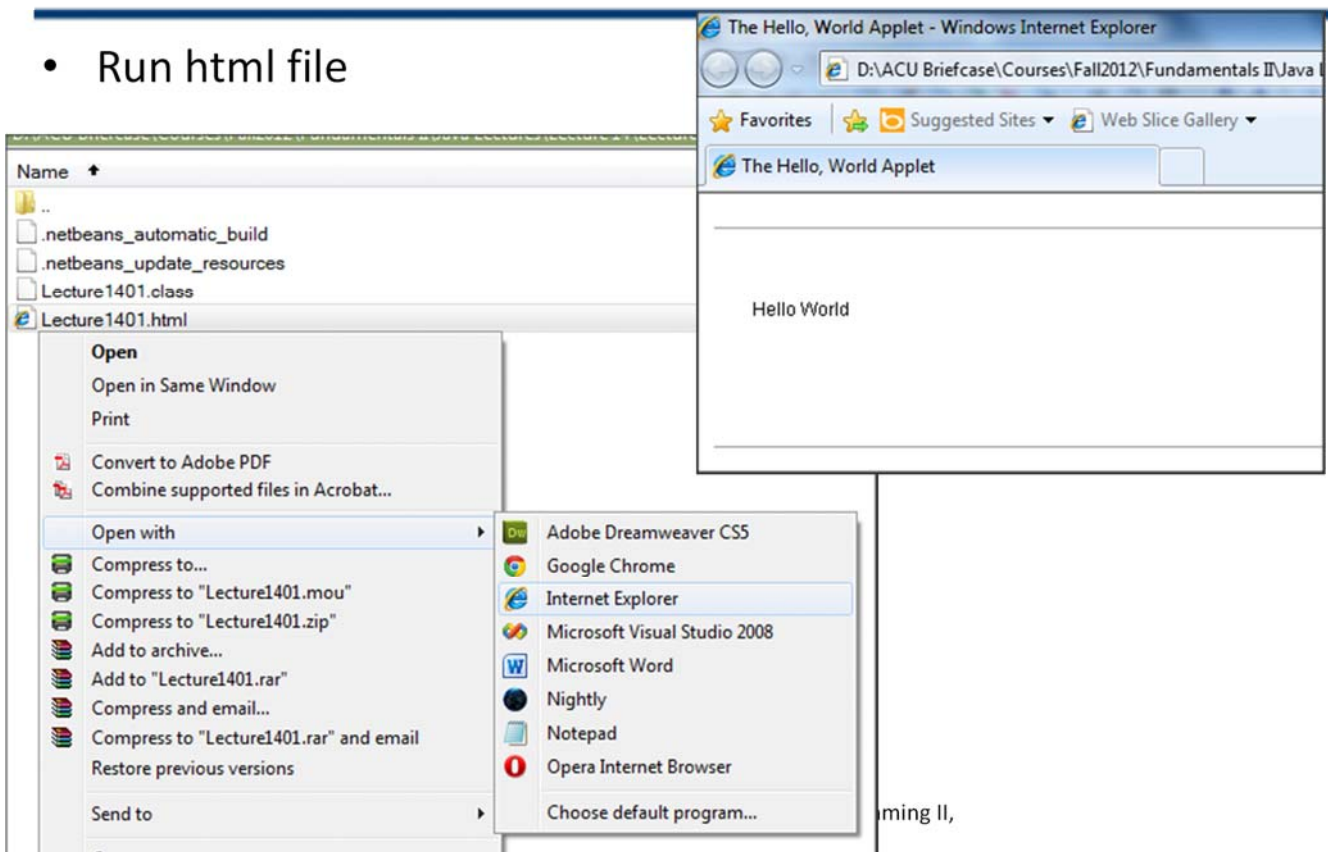 • Run html file
The Hello, World Applet - Windows Internet Explorer
D:\ACU Briefcase\Courses\Fall2012\Fundamentals II\Java
Favorites Suggested Sites Web Slice Gallery
The Hello, World Applet
Hello World
Name
..
.netbeans_automatic_build
.netbeans_update_resources
Lecture1401.class
Lecture1401.html
Open
Open in Same Window
Print
Convert to Adobe PDF
Combine supported files in Acrobat...
Open with
Compress to...
Compress to "Lecture1401.mou"
Compress to "Lecture1401.zip"
Add to archive...
Add to "Lecture1401.rar"
Compress and email...
Compress to "Lecture1401.rar" and email
Restore previous versions
Send to
Dw Adobe Dreamweaver CS5
Google Chrome
Internet Explorer
Microsoft Visual Studio 2008
W Microsoft Word
Nightly
Notepad
Opera Internet Browser
Choose default program...
ming II,